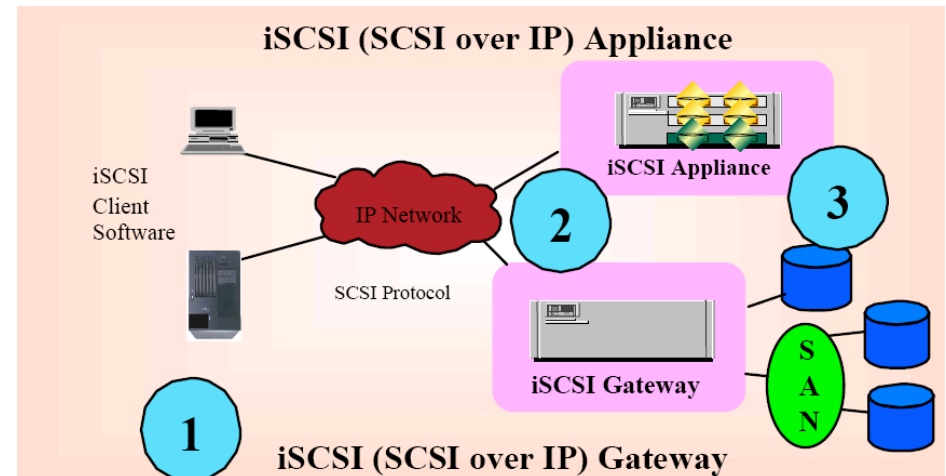 iSCSI (SCSI over IP) Appliance
iSCSI
Client
Software
IP Network
SCSI Protocol
iSCSI Appliance
1
2
3
iSCSI Gateway
S
A
N
iSCSI (SCSI over IP) Gateway